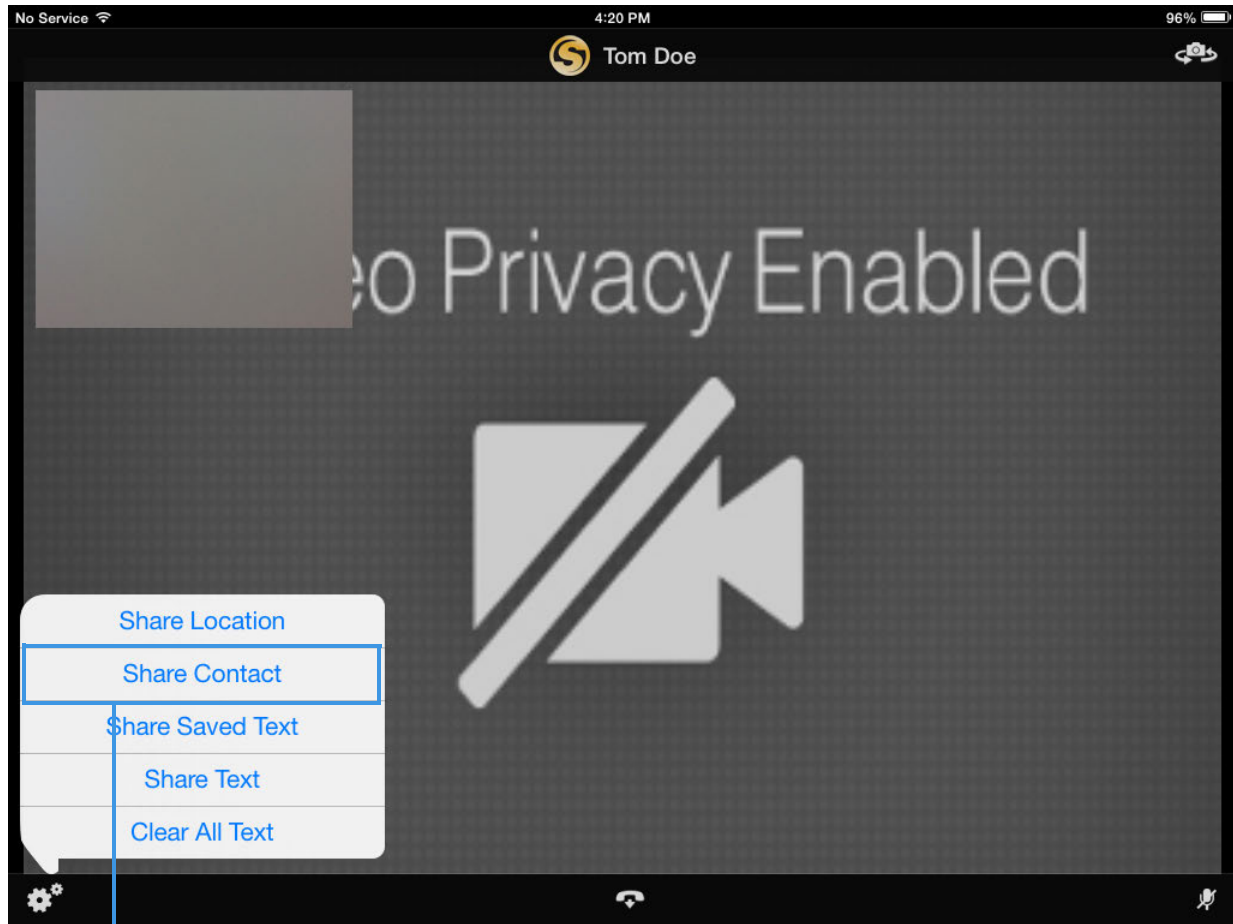 No Service 4:20 PM 96%
Tom Doe
eo Privacy Enabled
Share Location
Share Contact
Share Saved Text
Share Text
Clear All Text